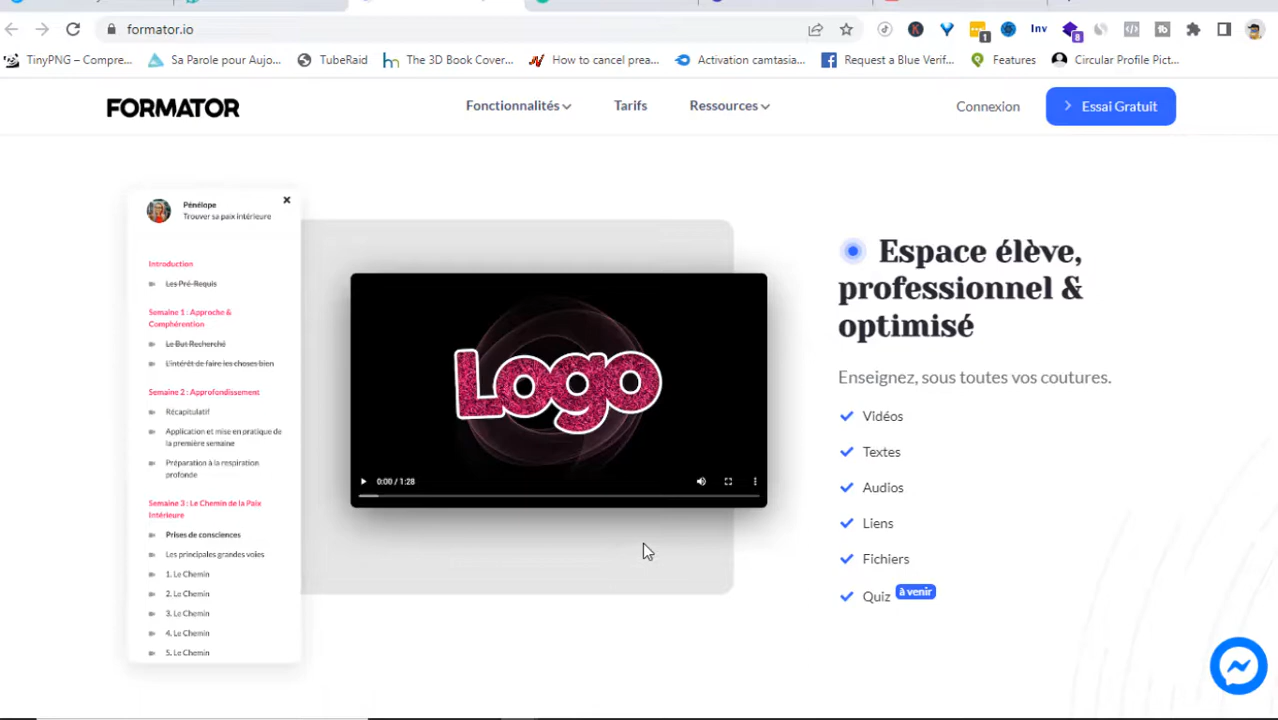 formator.io
1
Inv
8
TinyPNG – Compre...
Sa Parole pour Aujo...
TubeRaid
The 3D Book Cover...
How to cancel prea...
Activation camtasia...
Request a Blue Verif...
Features
Circular Profile Pict...
FORMATOR
Fonctionnalités
Tarifs
Ressources
Connexion
Essai Gratuit
Pénélope
Trouver sa paix intérieure
Introduction
Les Pré-Requis
Semaine 1 : Approche &
Comphérention
Le But Recherché
L'intérêt de faire les choses bien
Semaine 2 : Approfondissement
Récapitulatif
Application et mise en pratique de
la première semaine
Préparation à la respiration
profonde
Semaine 3 : Le Chemin de la Paix
Intérieure
Prises de consciences
Les principales grandes voies
1. Le Chemin
2. Le Chemin
3. Le Chemin
4. Le Chemin
5. Le Chemin
Logo
0:00 / 1:28
Espace élève,
professionnel &
optimisé
Enseignez, sous toutes vos coutures.
Vidéos
Textes
Audios
Liens
Fichiers
Quiz à venir